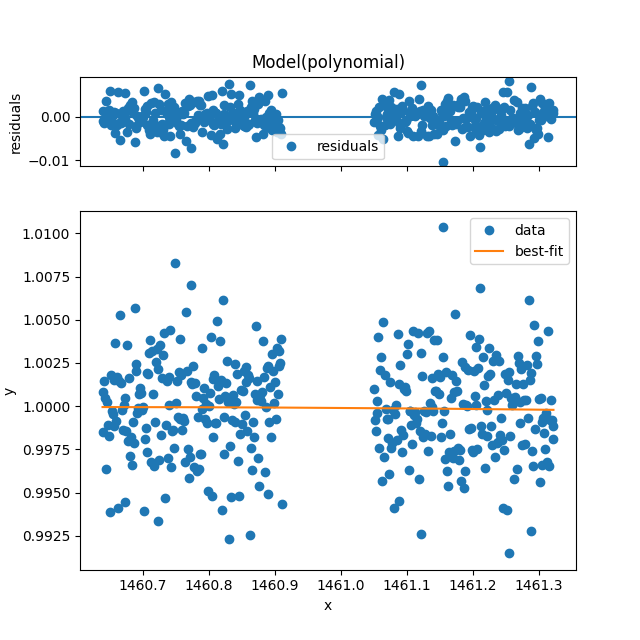 Model(polynomial)
residuals
0.00
−0.01
residuals
y
1.0100
1.0075
1.0050
1.0025
1.0000
0.9975
0.9950
0.9925
data
best-fit
1460.7 1460.8 1460.9 1461.0 1461.1 1461.2 1461.3
x